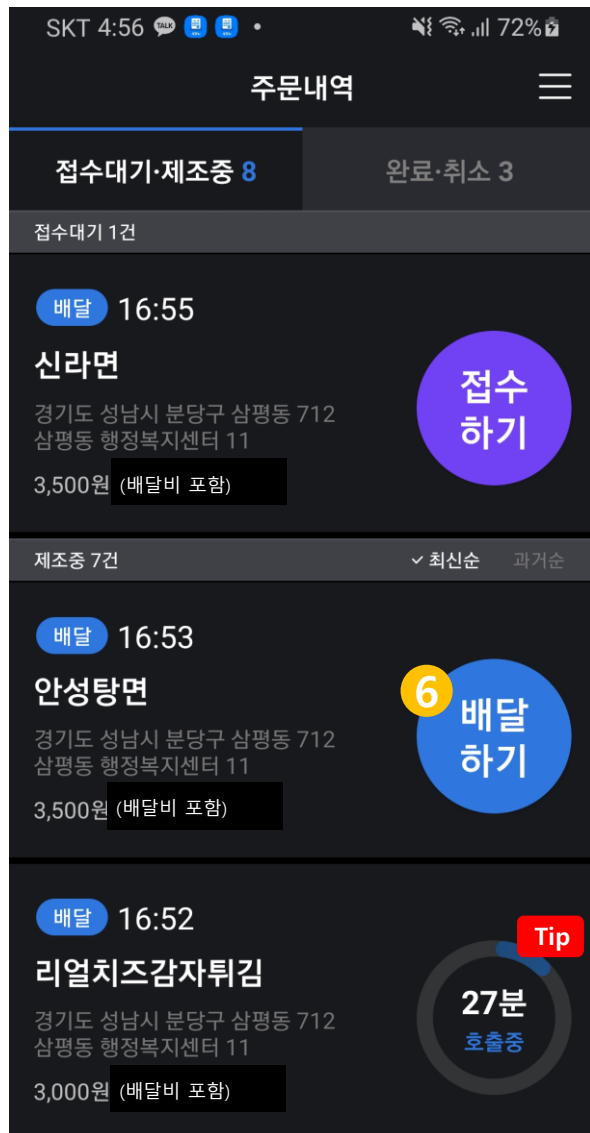 SKT 4:56 TALK 72%
주문내역
접수대기·제조중 8 완료·취소 3
접수대기 1건
배달 16:55
신라면
경기도 성남시 분당구 삼평동 712
삼평동 행정복지센터 11
3,500원 (배달비 포함)
접수
하기
제조중 7건 최신순 과거순
배달 16:53
안성탕면
경기도 성남시 분당구 삼평동 712
삼평동 행정복지센터 11
3,500원 (배달비 포함)
6
배달
하기
배달 16:52
리얼치즈감자튀김
경기도 성남시 분당구 삼평동 712
삼평동 행정복지센터 11
3,000원 (배달비 포함)
Tip
27분
호출중